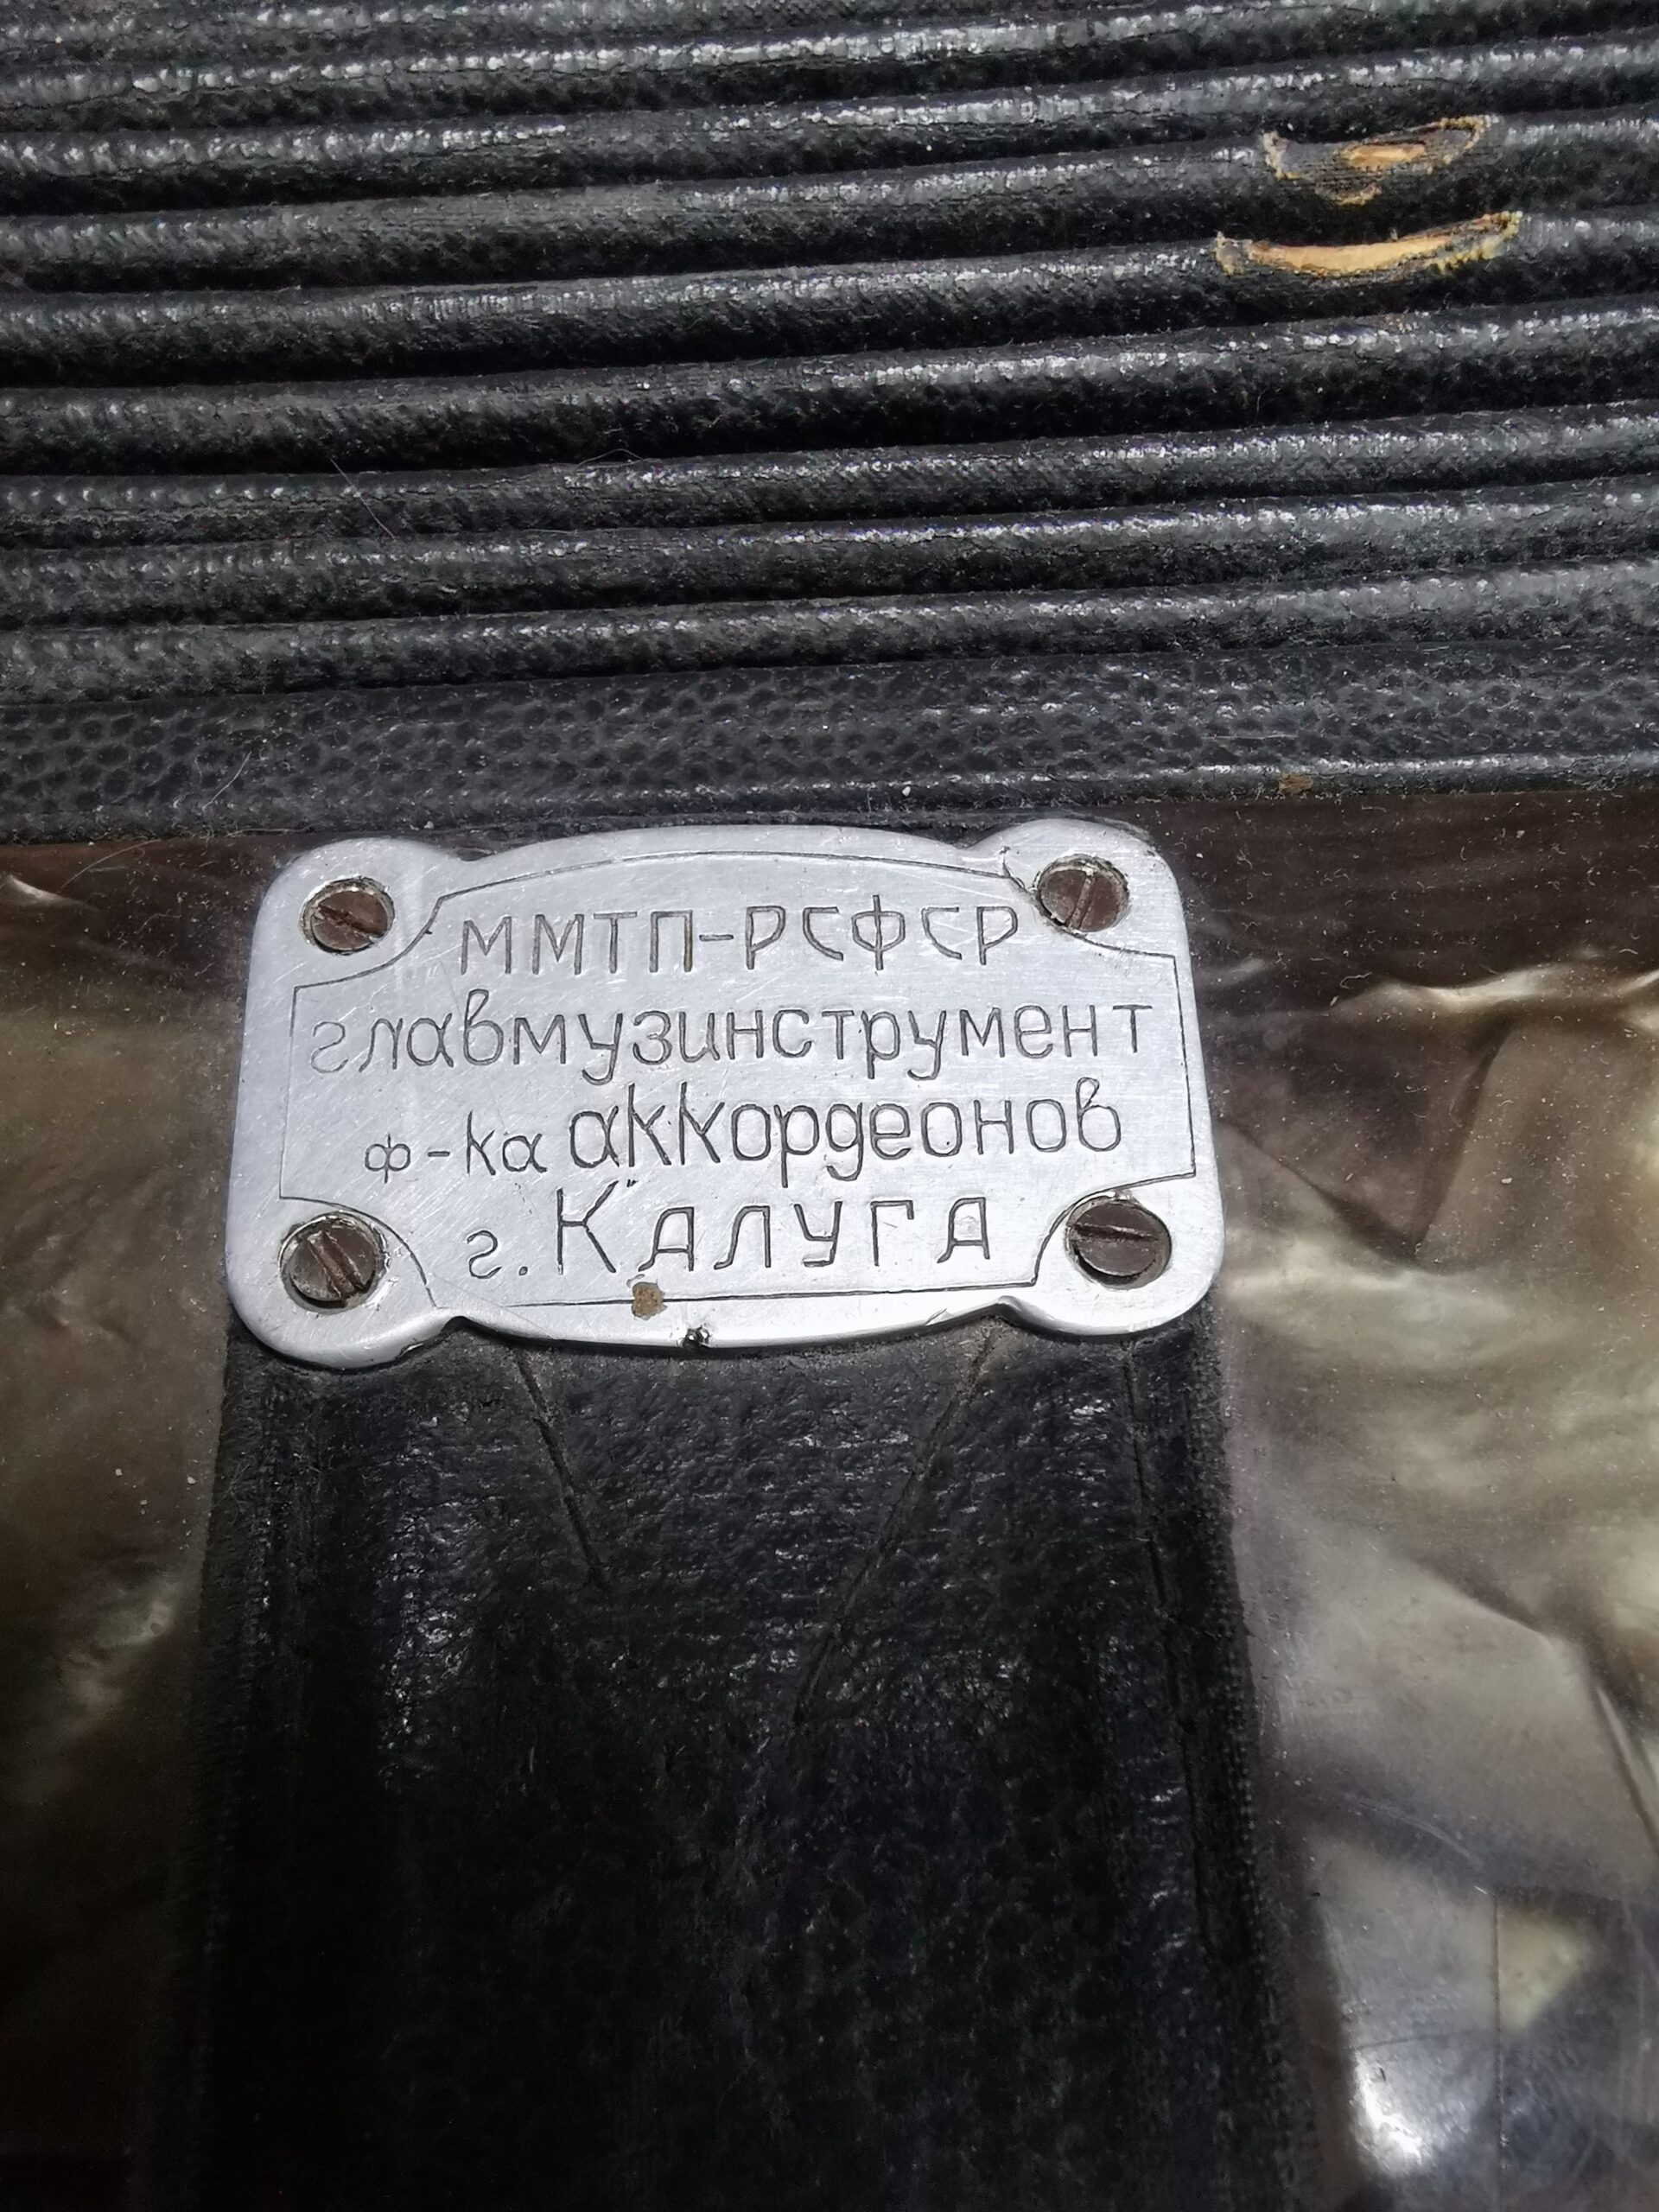 ММТП-РСФСР
главмузинструмент
ф-ка аккордеонов
г. КАЛУГА